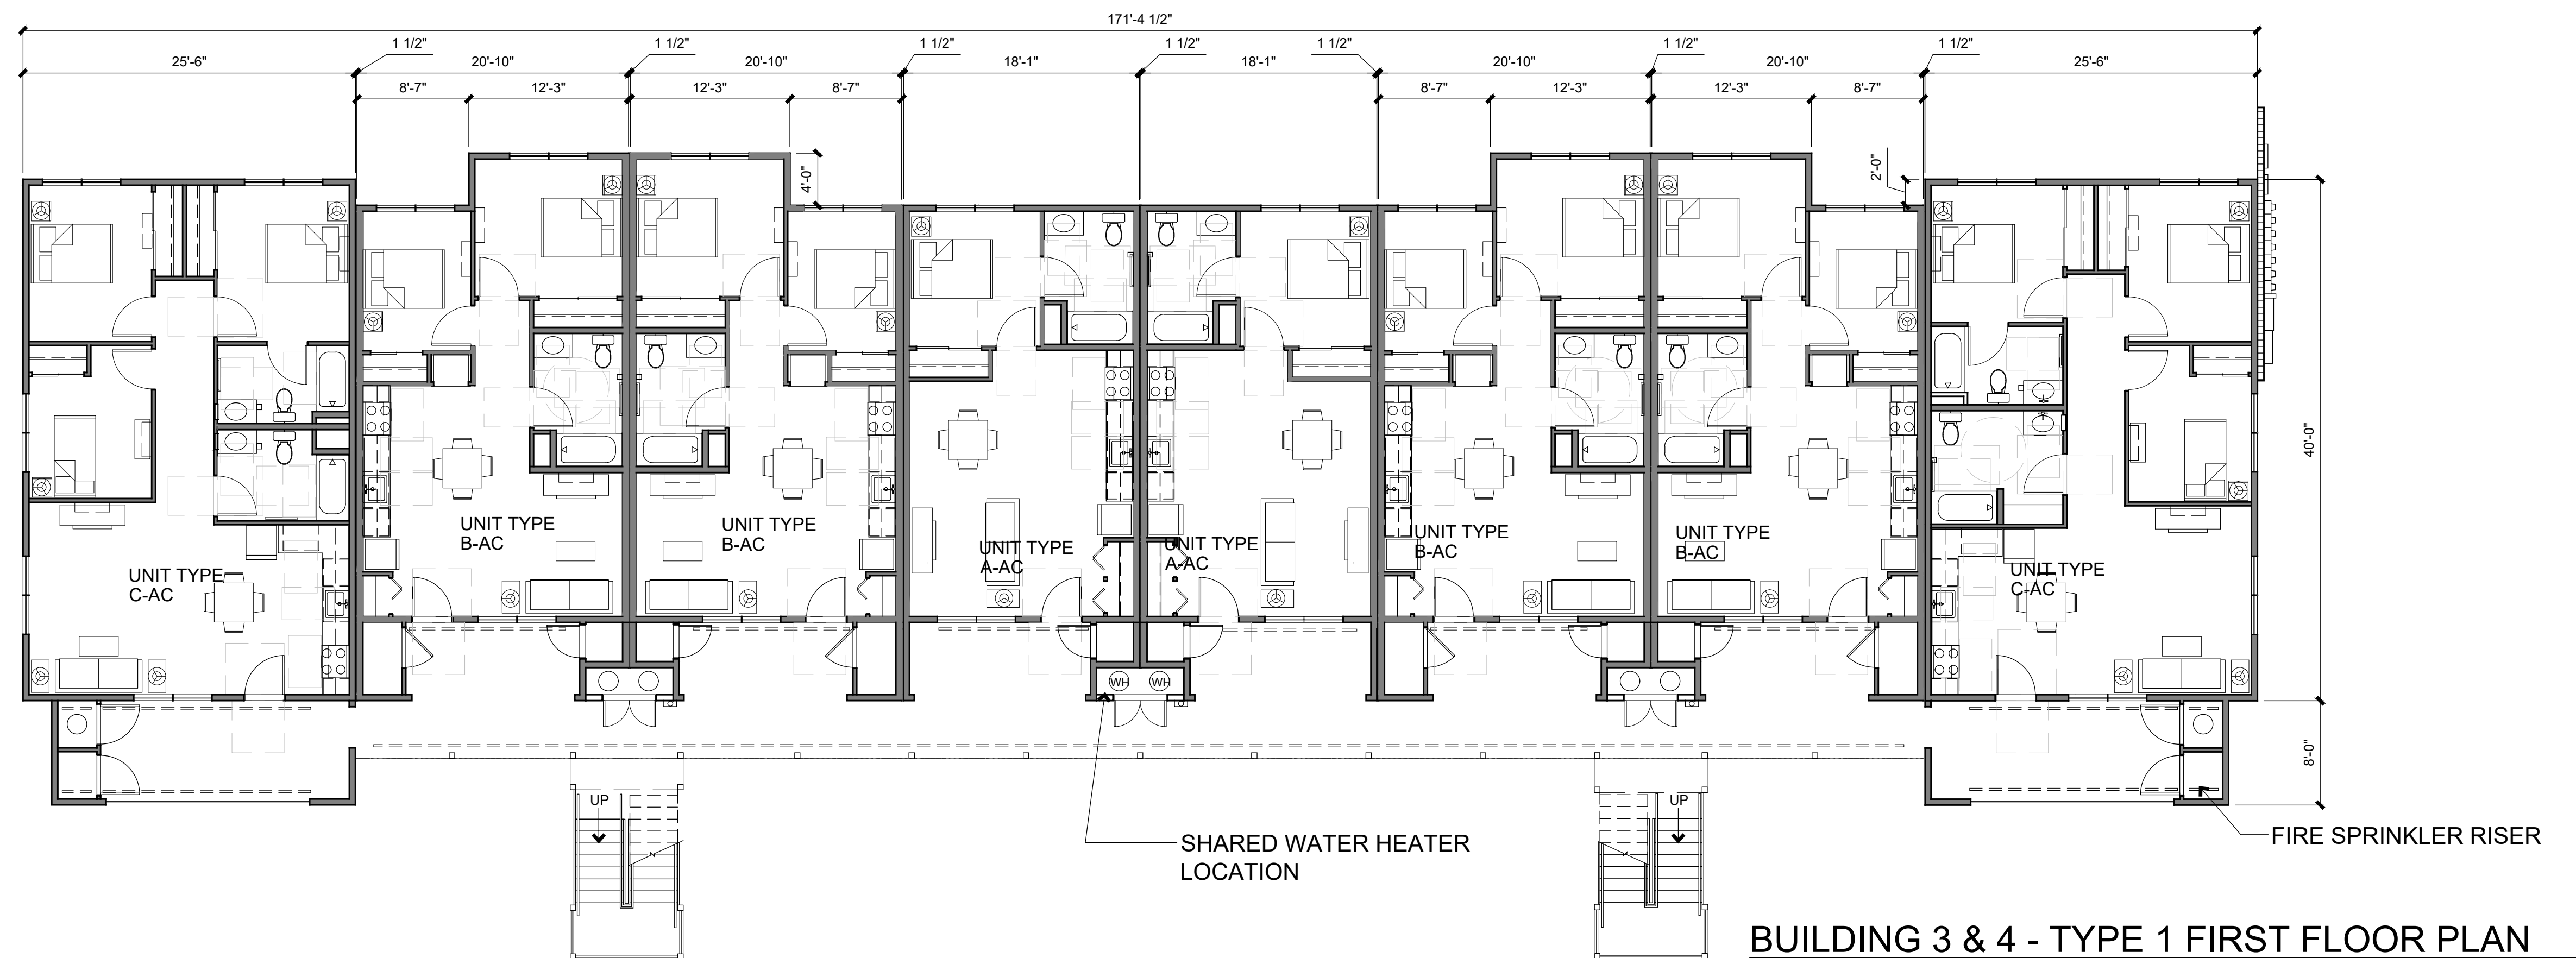 171'-4 1/2"
1 1/2"
1 1/2"
1 1/2"
1 1/2"
1 1/2"
1 1/2"
1 1/2"
25'-6"
20'-10"
20'-10"
18'-1"
18'-1"
20'-10"
20'-10"
25'-6"
8'-7"
12'-3"
12'-3"
8'-7"
8'-7"
12'-3"
12'-3"
8'-7"
4'-0"
2'-0"
40'-0"
8'-0"
UNIT TYPE
C-AC
UNIT TYPE
B-AC
UNIT TYPE
B-AC
UNIT TYPE
A-AC
UNIT TYPE
A-AC
UNIT TYPE
B-AC
UNIT TYPE
B-AC
UNIT TYPE
C-AC
WH
WH
UP
UP
SHARED WATER HEATER
LOCATION
FIRE SPRINKLER RISER
BUILDING 3 & 4 - TYPE 1 FIRST FLOOR PLAN